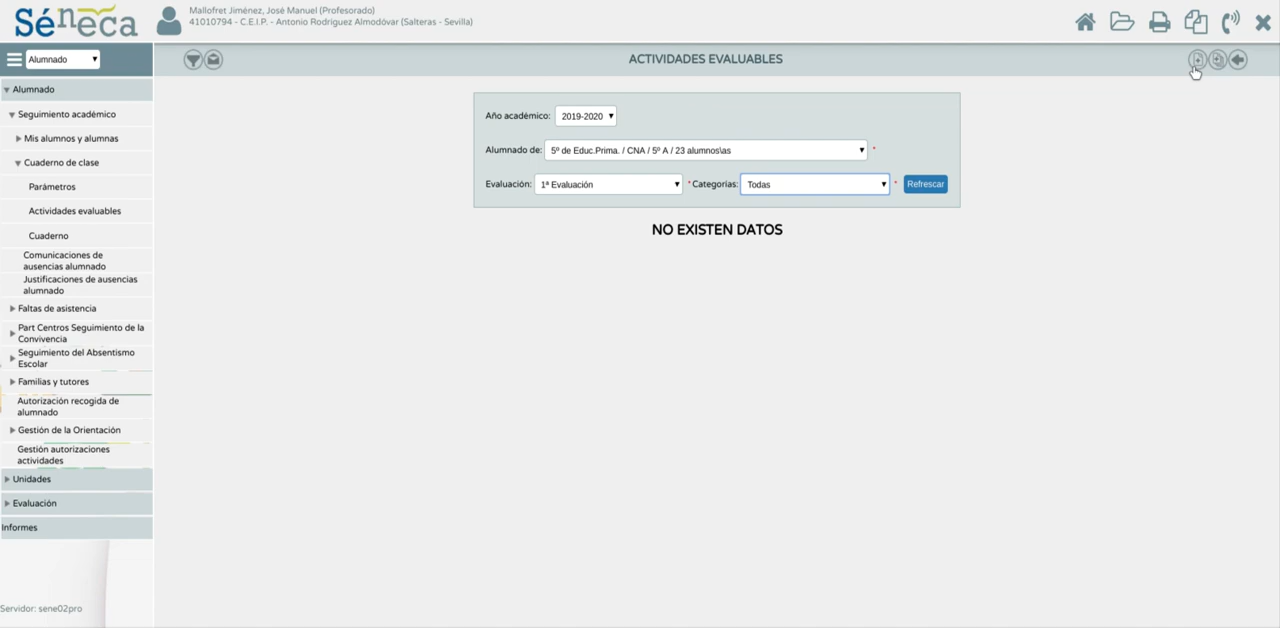 Séneca
Mallofret Jiménez, José Manuel (Profesorado)
41010794 - C.E.I.P. - Antonio Rodríguez Almodóvar (Salteras - Sevilla)
Alumnado
ACTIVIDADES EVALUABLES
Alumnado
Seguimiento académico
Mis alumnos y alumnas
Cuaderno de clase
Parámetros
Actividades evaluables
Cuaderno
Comunicaciones de
ausencias alumnado
Justificaciones de ausencias
alumnado
Faltas de asistencia
Part Centros Seguimiento de la
Convivencia
Seguimiento del Absentismo
Escolar
Familias y tutores
Autorización recogida de
alumnado
Gestión de la Orientación
Gestión autorizaciones
actividades
Unidades
Evaluación
Informes
Servidor: sene02pro
Año académico: 2019-2020
Alumnado de: 5º de Educ.Prima. / CNA / 5º A / 23 alumnos\as *
Evaluación: 1ª Evaluación * Categorías: Todas * Refrescar
NO EXISTEN DATOS